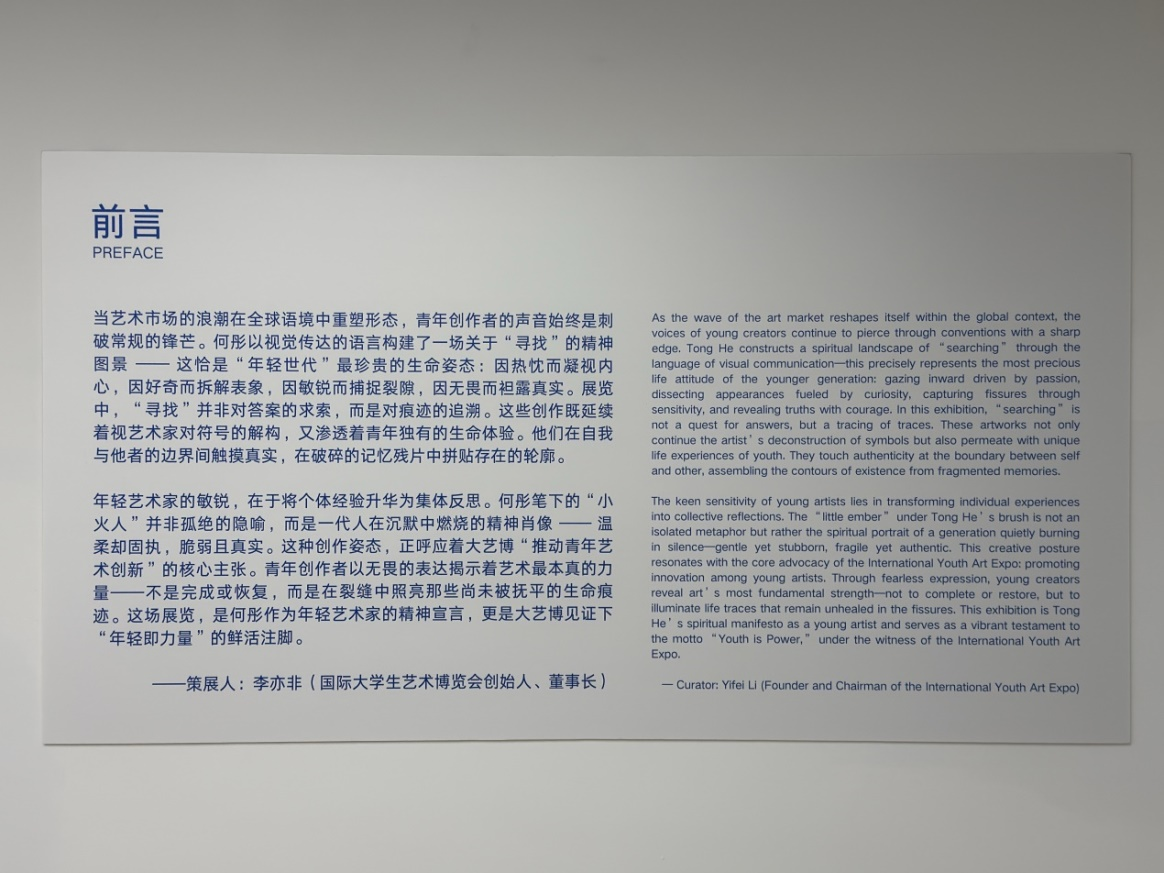 前言
PREFACE
当艺术市场的浪潮在全球语境中重塑形态，青年创作者的声音始终是刺
破常规的锋芒。何彤以视觉传达的语言构建了一场关于“寻找”的精神
图景 —— 这恰是“年轻世代”最珍贵的生命姿态：因热忱而凝视内
心，因好奇而拆解表象，因敏锐而捕捉裂隙，因无畏而袒露真实。展览
中，“寻找”并非对答案的求索，而是对痕迹的追溯。这些创作既延续
着视艺术家对符号的解构，又渗透着青年独有的生命体验。他们在自我
与他者的边界间触摸真实，在破碎的记忆残片中拼贴存在的轮廓。
年轻艺术家的敏锐，在于将个体经验升华为集体反思。何彤笔下的“小
火人”并非孤绝的隐喻，而是一代人在沉默中燃烧的精神肖像 —— 温
柔却固执，脆弱且真实。这种创作姿态，正呼应着大艺博“推动青年艺
术创新”的核心主张。青年创作者以无畏的表达揭示着艺术最本真的力
量——不是完成或恢复，而是在裂缝中照亮那些尚未被抚平的生命痕
迹。这场展览，是何彤作为年轻艺术家的精神宣言，更是大艺博见证下
“年轻即力量”的鲜活注脚。
——策展人：李亦非（国际大学生艺术博览会创始人、董事长）
As the wave of the art market reshapes itself within the global context, the
voices of young creators continue to pierce through conventions with a sharp
edge. Tong He constructs a spiritual landscape of “searching” through the
language of visual communication—this precisely represents the most precious
life attitude of the younger generation: gazing inward driven by passion,
dissecting appearances fueled by curiosity, capturing fissures through
sensitivity, and revealing truths with courage. In this exhibition, “searching” is
not a quest for answers, but a tracing of traces. These artworks not only
continue the artist’s deconstruction of symbols but also permeate with unique
life experiences of youth. They touch authenticity at the boundary between self
and other, assembling the contours of existence from fragmented memories.
The keen sensitivity of young artists lies in transforming individual experiences
into collective reflections. The “little ember” under Tong He’s brush is not an
isolated metaphor but rather the spiritual portrait of a generation quietly burning
in silence—gentle yet stubborn, fragile yet authentic. This creative posture
resonates with the core advocacy of the International Youth Art Expo: promoting
innovation among young artists. Through fearless expression, young creators
reveal art’s most fundamental strength—not to complete or restore, but to
illuminate life traces that remain unhealed in the fissures. This exhibition is Tong
He’s spiritual manifesto as a young artist and serves as a vibrant testament to
the motto “Youth is Power,” under the witness of the International Youth Art
Expo.
— Curator: Yifei Li (Founder and Chairman of the International Youth Art Expo)